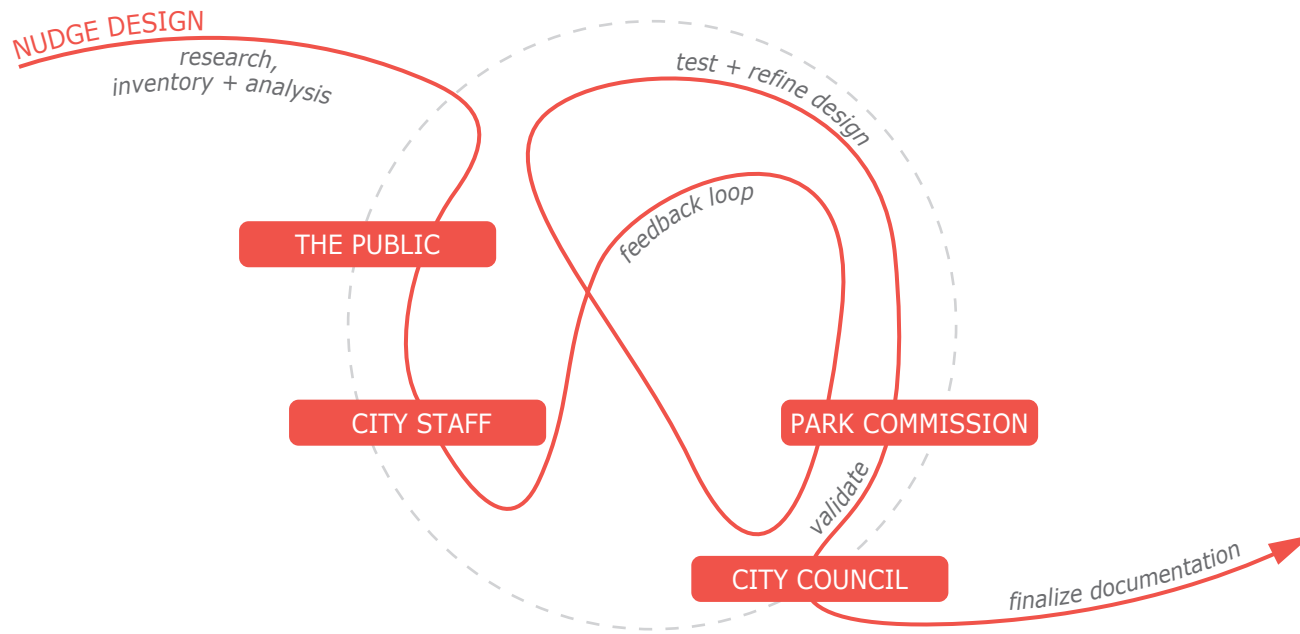 NUDGE DESIGN
research,
inventory + analysis
test + refine design
feedback loop
THE PUBLIC
CITY STAFF
PARK COMMISSION
validate
CITY COUNCIL
finalize documentation